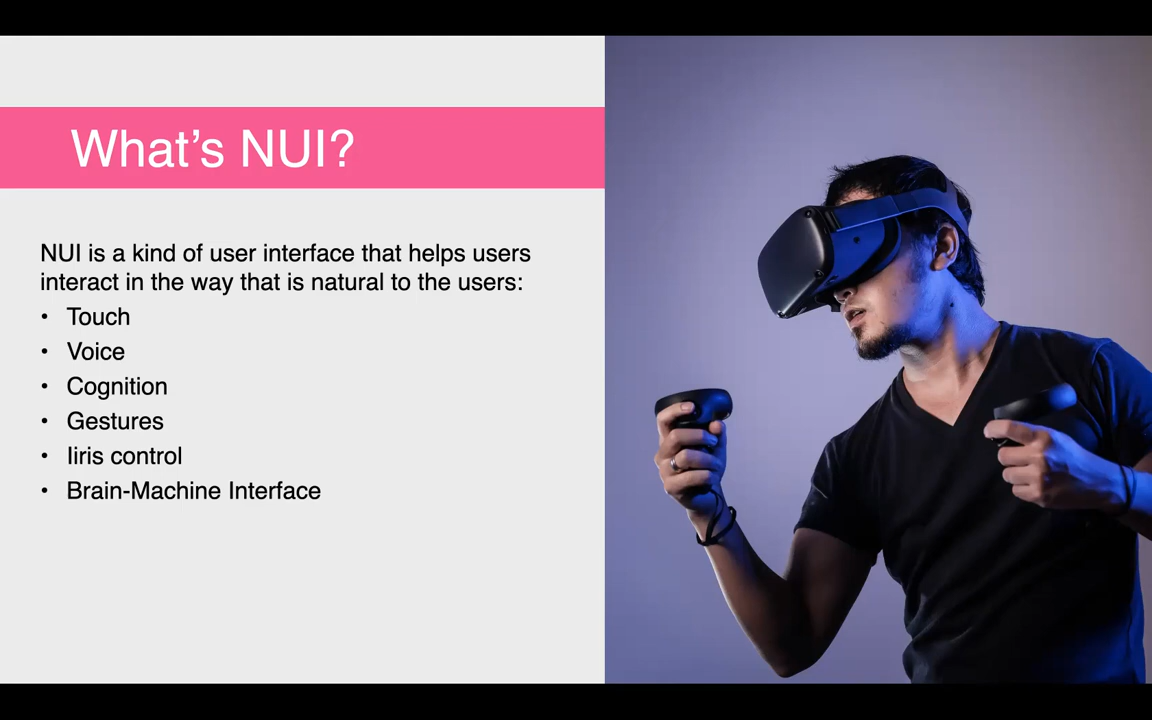 What’s NUI?
NUI is a kind of user interface that helps users
interact in the way that is natural to the users:
• Touch
• Voice
• Cognition
• Gestures
• Iiris control
• Brain-Machine Interface